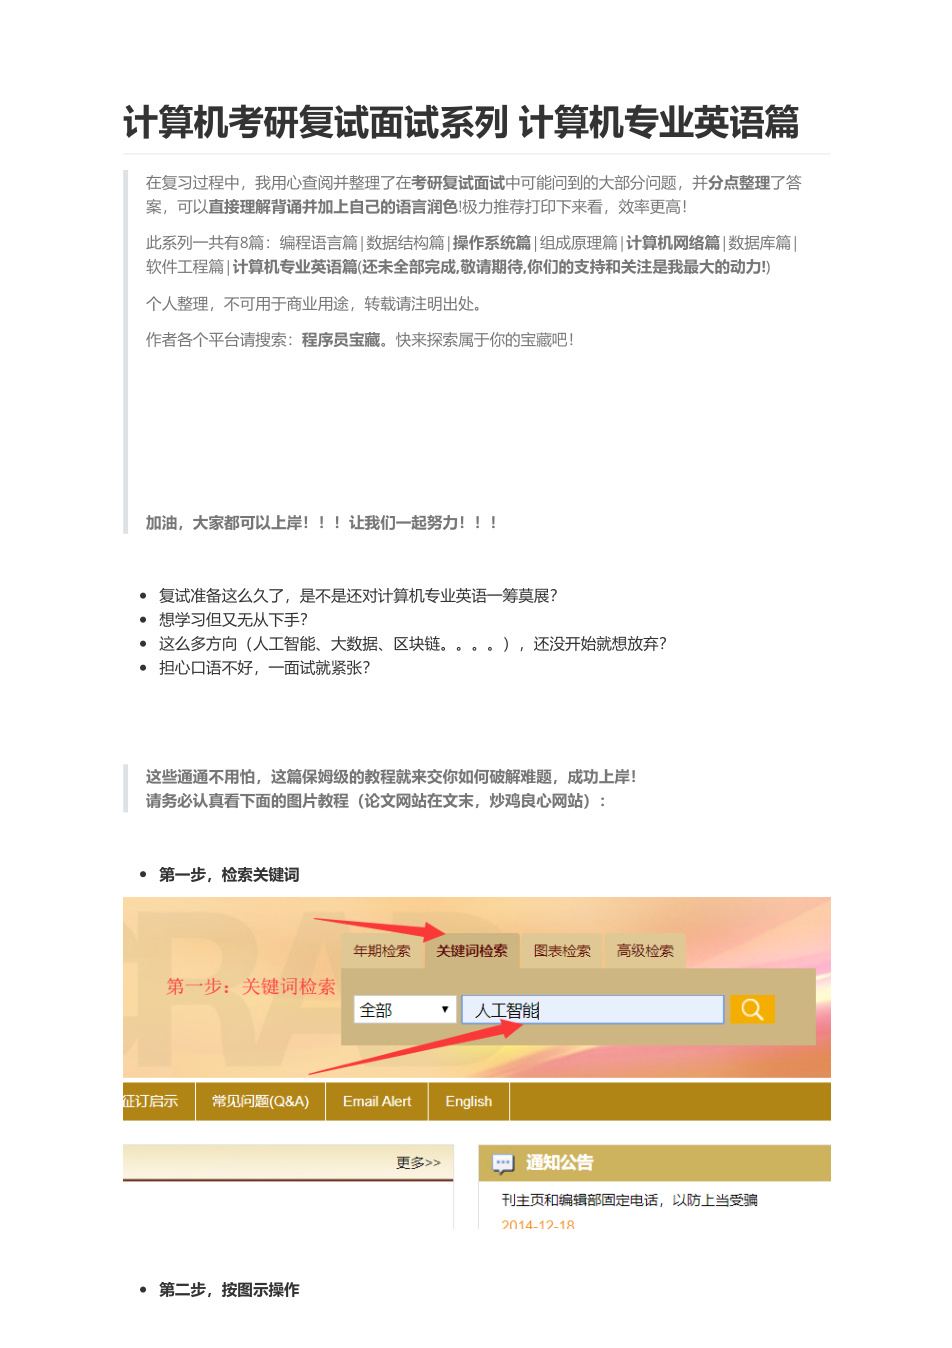 计算机考研复试面试系列 计算机专业英语篇
在复习过程中，我用心查阅并整理了在考研复试面试中可能问到的大部分问题，并分点整理了答
案，可以直接理解背诵并加上自己的语言润色!极力推荐打印下来看，效率更高！
此系列一共有8篇：编程语言篇|数据结构篇|操作系统篇|组成原理篇|计算机网络篇|数据库篇|
软件工程篇|计算机专业英语篇(还未全部完成,敬请期待,你们的支持和关注是我最大的动力!)
个人整理，不可用于商业用途，转载请注明出处。
作者各个平台请搜索：程序员宝藏。快来探索属于你的宝藏吧！
加油，大家都可以上岸！！！让我们一起努力！！！
复试准备这么久了，是不是还对计算机专业英语一筹莫展？
想学习但又无从下手？
这么多方向（人工智能、大数据、区块链。。。。），还没开始就想放弃？
担心口语不好，一面试就紧张？
这些通通不用怕，这篇保姆级的教程就来交你如何破解难题，成功上岸！
请务必认真看下面的图片教程（论文网站在文末，炒鸡良心网站）：
第一步，检索关键词
年期检索 关键词检索 图表检索 高级检索
第一步：关键词检索
全部 人工智能
征订启示 常见问题(Q&A) Email Alert English
更多>> 通知公告
刊主页和编辑部固定电话，以防上当受骗
2014-12-18
第二步，按图示操作